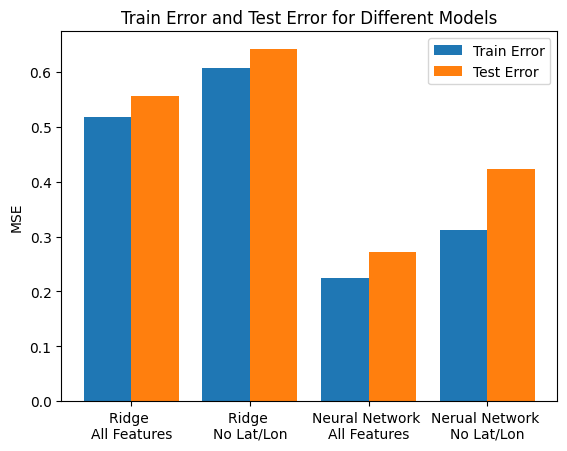 Train Error and Test Error for Different Models
Train Error
Test Error
MSE
0.6
0.5
0.4
0.3
0.2
0.1
0.0
Ridge
All Features
Ridge
No Lat/Lon
Neural Network
All Features
Nerual Network
No Lat/Lon